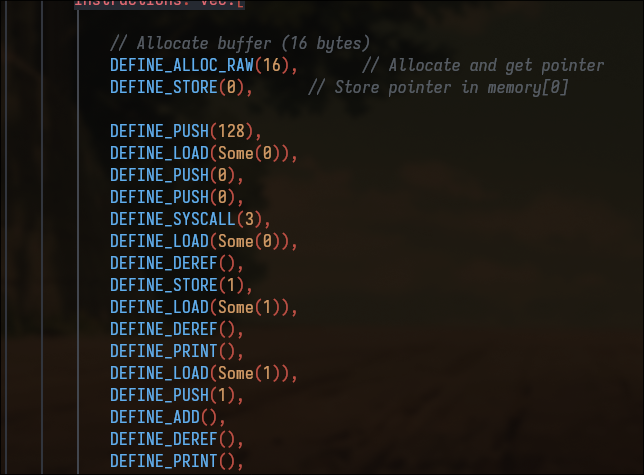 instructions: vec![
// Allocate buffer (16 bytes)
DEFINE_ALLOC_RAW(16), // Allocate and get pointer
DEFINE_STORE(0), // Store pointer in memory[0]
DEFINE_PUSH(128),
DEFINE_LOAD(Some(0)),
DEFINE_PUSH(0),
DEFINE_PUSH(0),
DEFINE_SYSCALL(3),
DEFINE_LOAD(Some(0)),
DEFINE_DEREF(),
DEFINE_STORE(1),
DEFINE_LOAD(Some(1)),
DEFINE_DEREF(),
DEFINE_PRINT(),
DEFINE_LOAD(Some(1)),
DEFINE_PUSH(1),
DEFINE_ADD(),
DEFINE_DEREF(),
DEFINE_PRINT(),